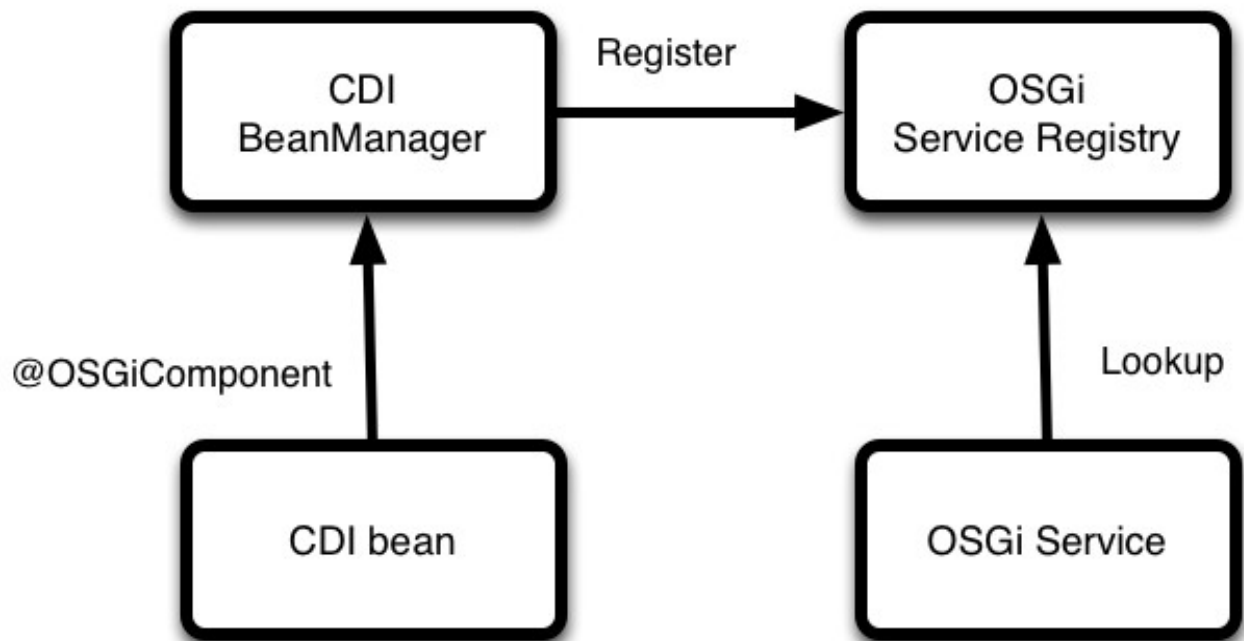 CDI
BeanManager
Register
OSGi
Service Registry
@OSGiComponent
Lookup
CDI bean
OSGi Service